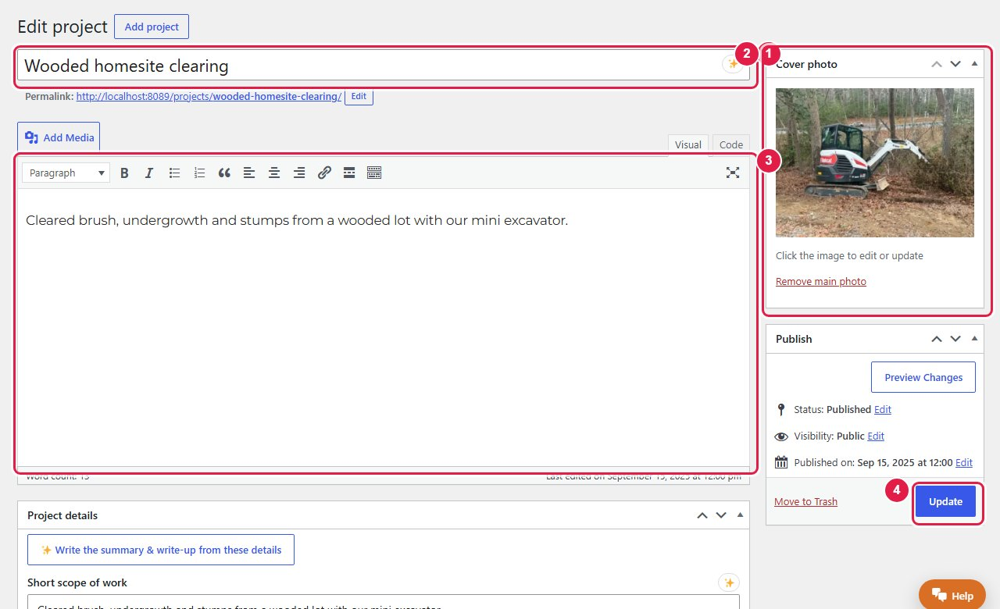 Edit project
Add project
Wooded homesite clearing
2
1
Cover photo
Permalink: http://localhost:8089/projects/wooded-homesite-clearing/ Edit
Add Media
Visual
Code
3
Paragraph
B I
Bobcat
Cleared brush, undergrowth and stumps from a wooded lot with our mini excavator.
Click the image to edit or update
Remove main photo
Publish
Preview Changes
Status: Published Edit
Visibility: Public Edit
Published on: Sep 15, 2025 at 12:00 Edit
Word count: 13
Last edited on September 15, 2025 at 12:00 pm
4
Move to Trash
Update
Project details
Write the summary & write-up from these details
Short scope of work
Cleared brush, undergrowth and stumps from a wooded lot with our mini excavator.
Help